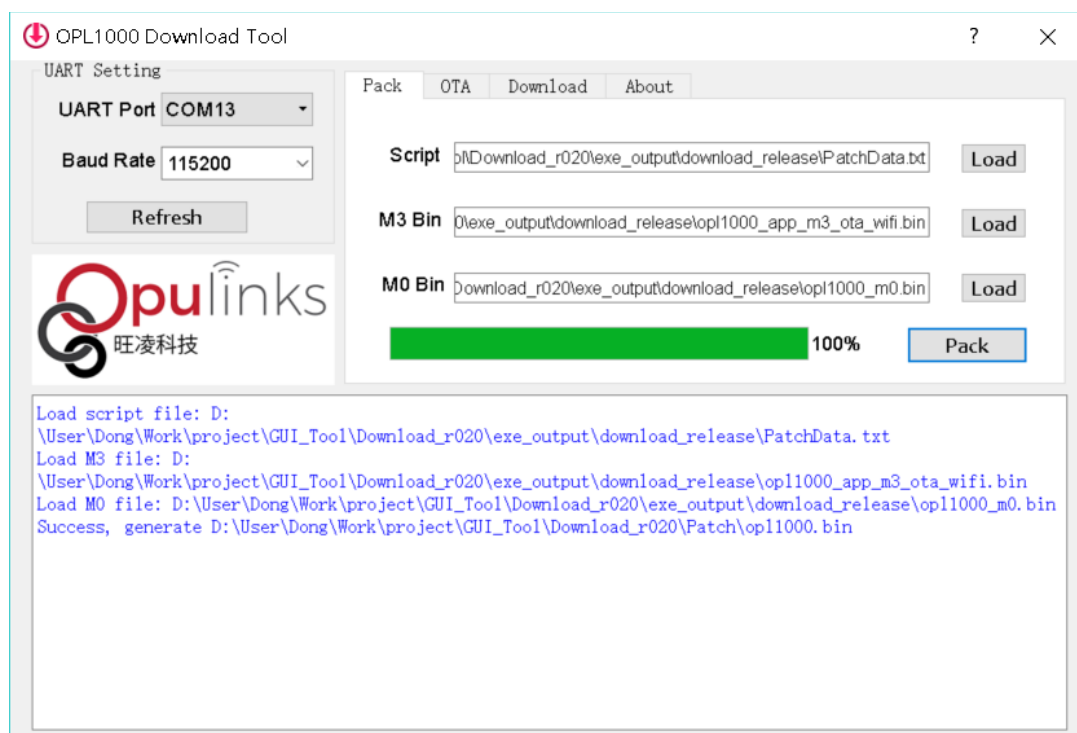 OPL1000 Download Tool
?
UART Setting
UART Port COM13
Baud Rate 115200
Refresh
Opulinks
旺凌科技
Pack OTA Download About
Script ol\Download_r020\exe_output\download_release\PatchData.txt Load
M3 Bin 0\exe_output\download_release\opl1000_app_m3_ota_wifi.bin Load
M0 Bin Download_r020\exe_output\download_release\opl1000_m0.bin Load
100% Pack
Load script file: D:
\User\Dong\Work\project\GUI_Tool\Download_r020\exe_output\download_release\PatchData.txt
Load M3 file: D:
\User\Dong\Work\project\GUI_Tool\Download_r020\exe_output\download_release\opl1000_app_m3_ota_wifi.bin
Load M0 file: D:\User\Dong\Work\project\GUI_Tool\Download_r020\exe_output\download_release\opl1000_m0.bin
Success, generate D:\User\Dong\Work\project\GUI_Tool\Download_r020\Patch\opl1000.bin